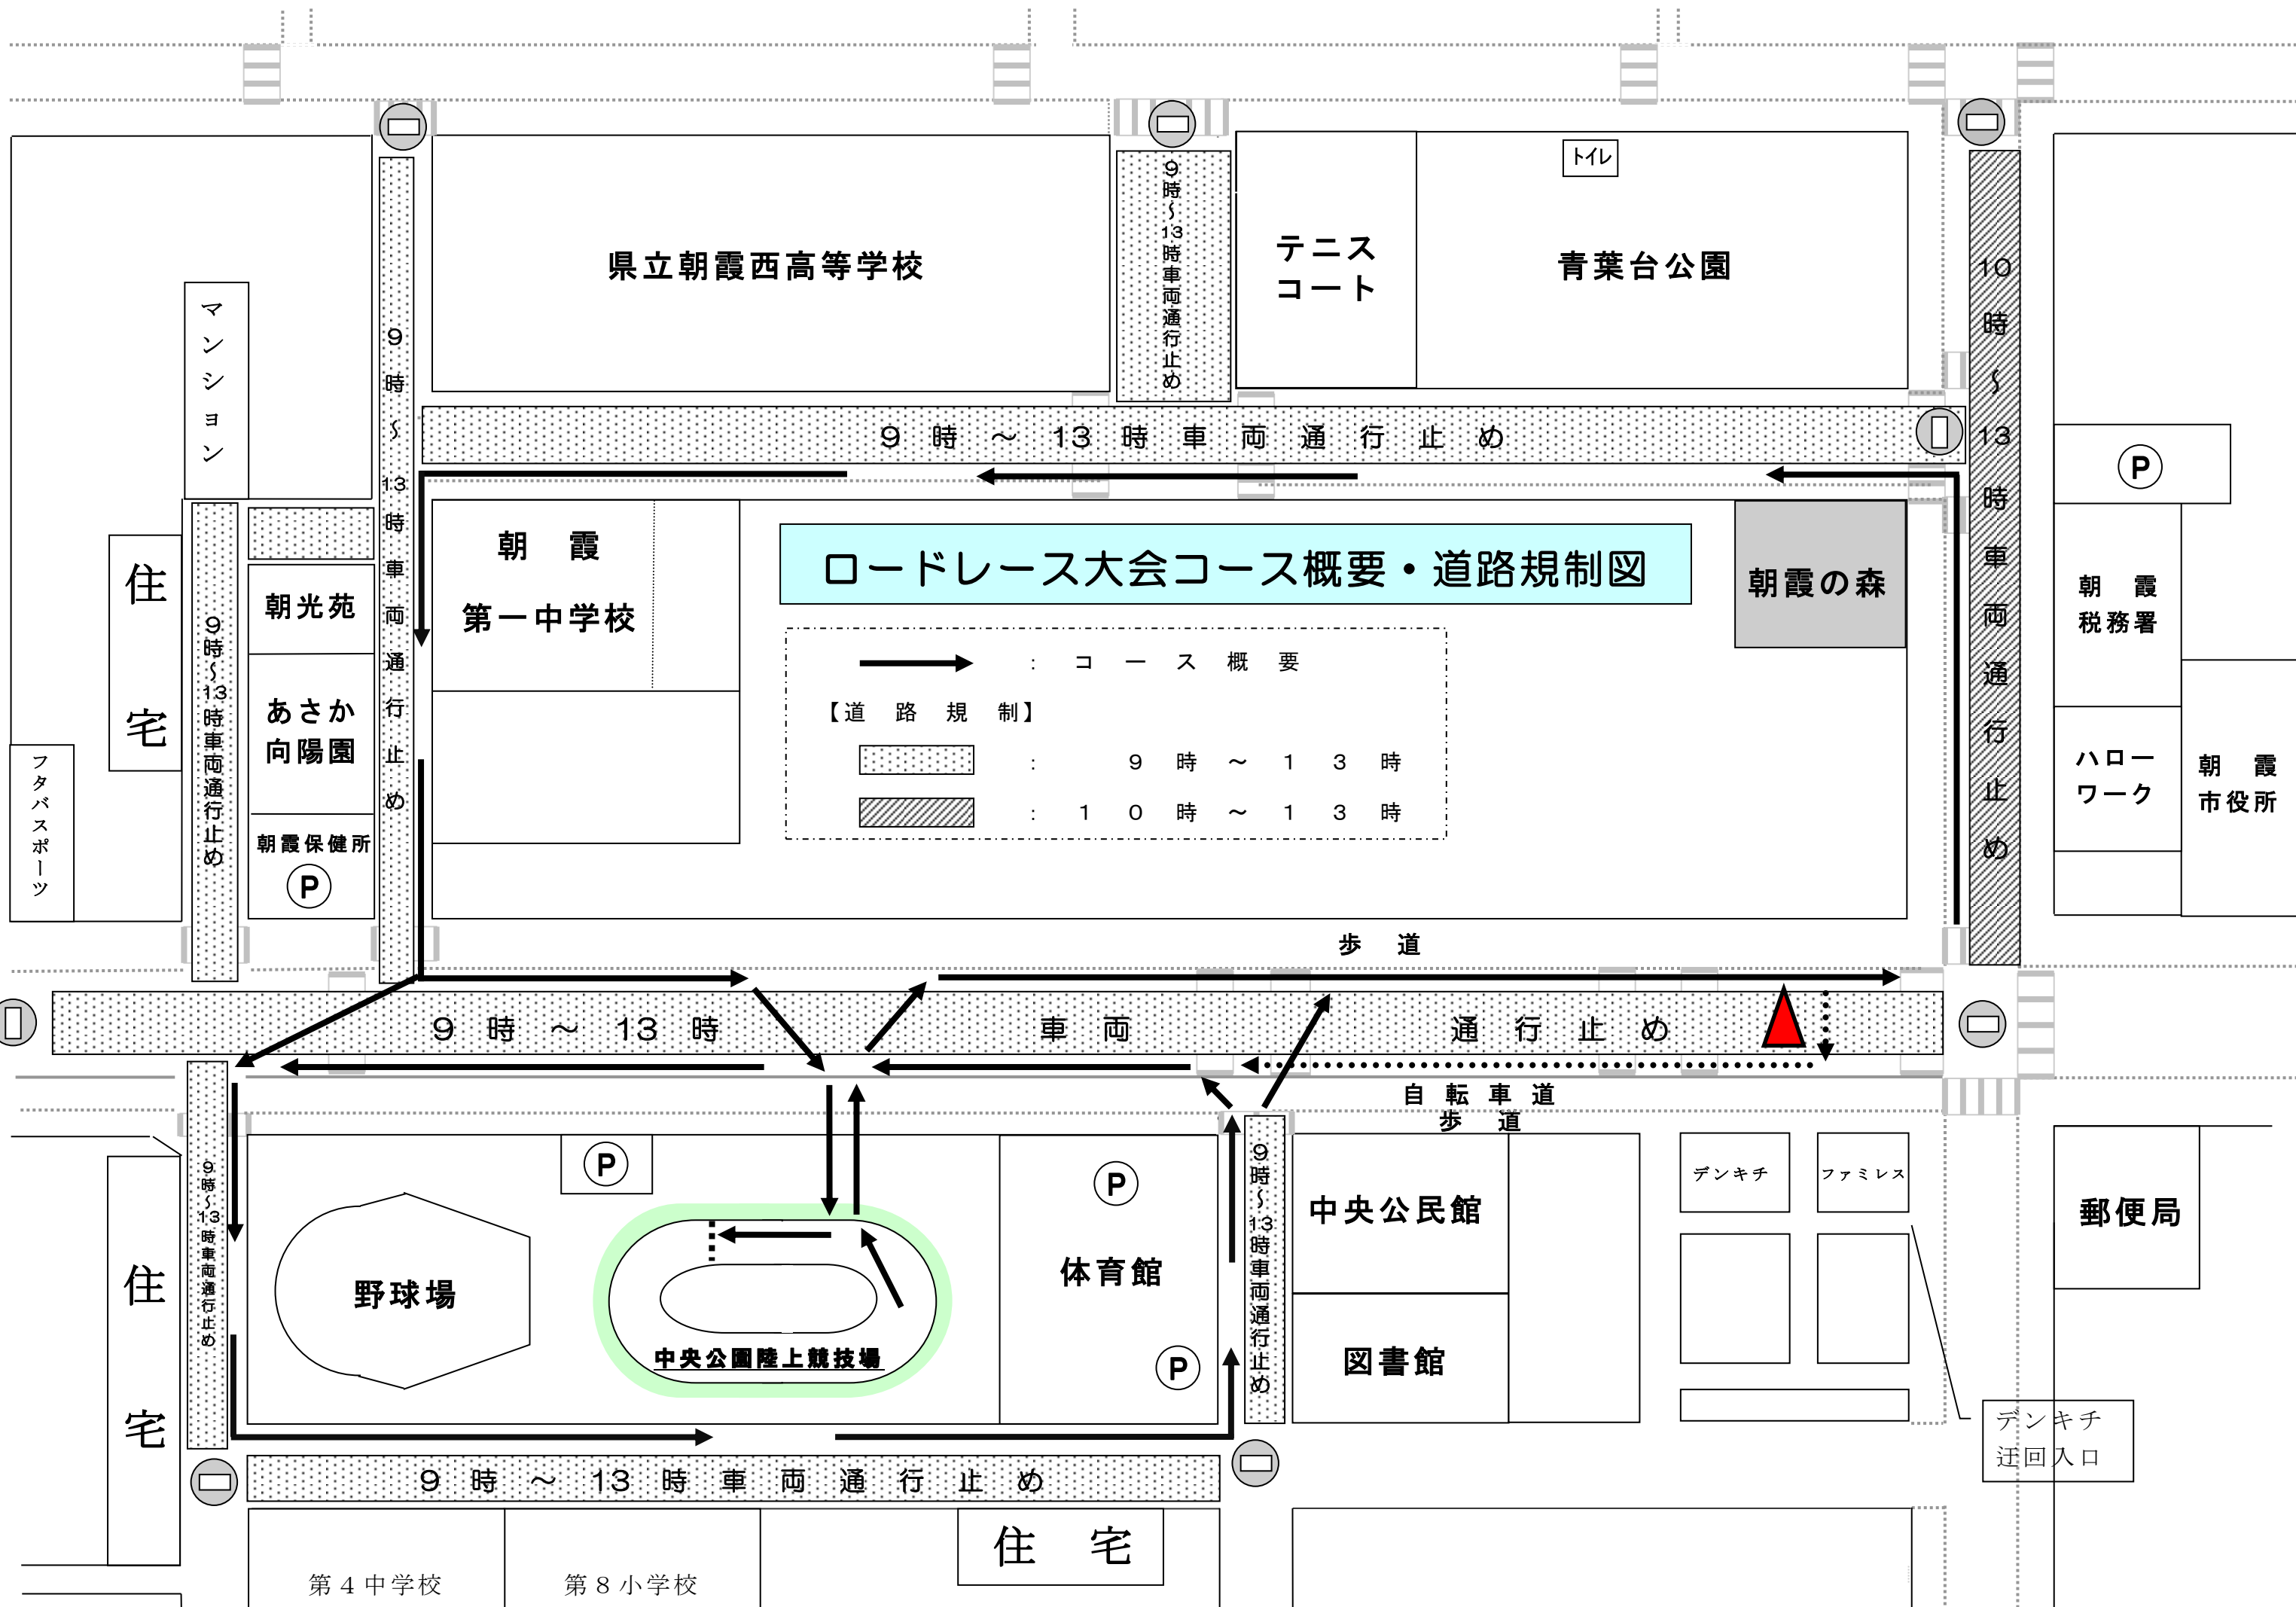 トイレ
県立朝霞西高等学校
9時～13時車両通行止め
テニス
コート
青葉台公園
10時～13時車両通行止め
マンション
9時～13時車両通行止め
9時～13時車両通行止め
Ⓟ
朝霞
第一中学校
ロードレース大会コース概要・道路規制図
朝霞の森
住宅
朝光苑
9時～13時車両通行止め
：コース概要
【道路規制】
：9時～13時
：10時～13時
朝霞
税務署
あさか
向陽園
ハロー
ワーク
朝霞
市役所
フタバスポーツ
朝霞保健所
Ⓟ
歩道
9時～13時車両通行止め
自転車道
歩道
9時～13時車両通行止め
Ⓟ
Ⓟ
9時～13時車両通行止め
デンキチ
ファミレス
中央公民館
郵便局
住宅
野球場
体育館
中央公園陸上競技場
Ⓟ
図書館
デンキチ
迂回入口
9時～13時車両通行止め
住宅
第４中学校
第８小学校